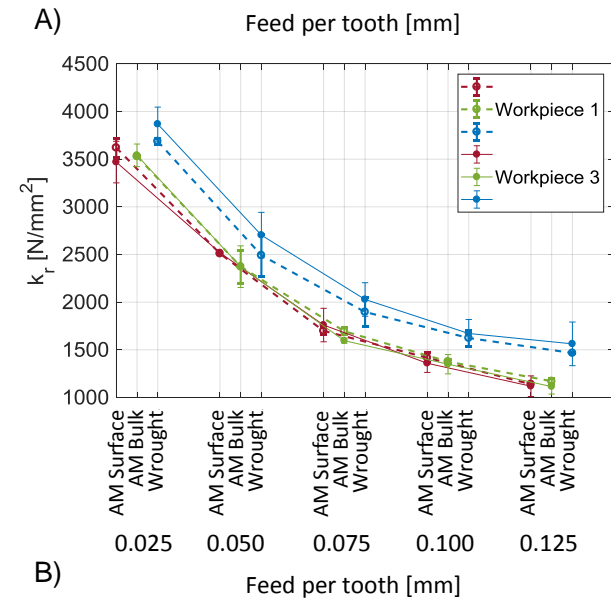 A)
Feed per tooth [mm]
4500
4000
3500
3000
2500
2000
1500
1000
k_r [N/mm²]
Workpiece 1
Workpiece 3
AM Surface
AM Bulk
Wrought
AM Surface
AM Bulk
Wrought
AM Surface
AM Bulk
Wrought
AM Surface
AM Bulk
Wrought
AM Surface
AM Bulk
Wrought
0.025 0.050 0.075 0.100 0.125
B)
Feed per tooth [mm]